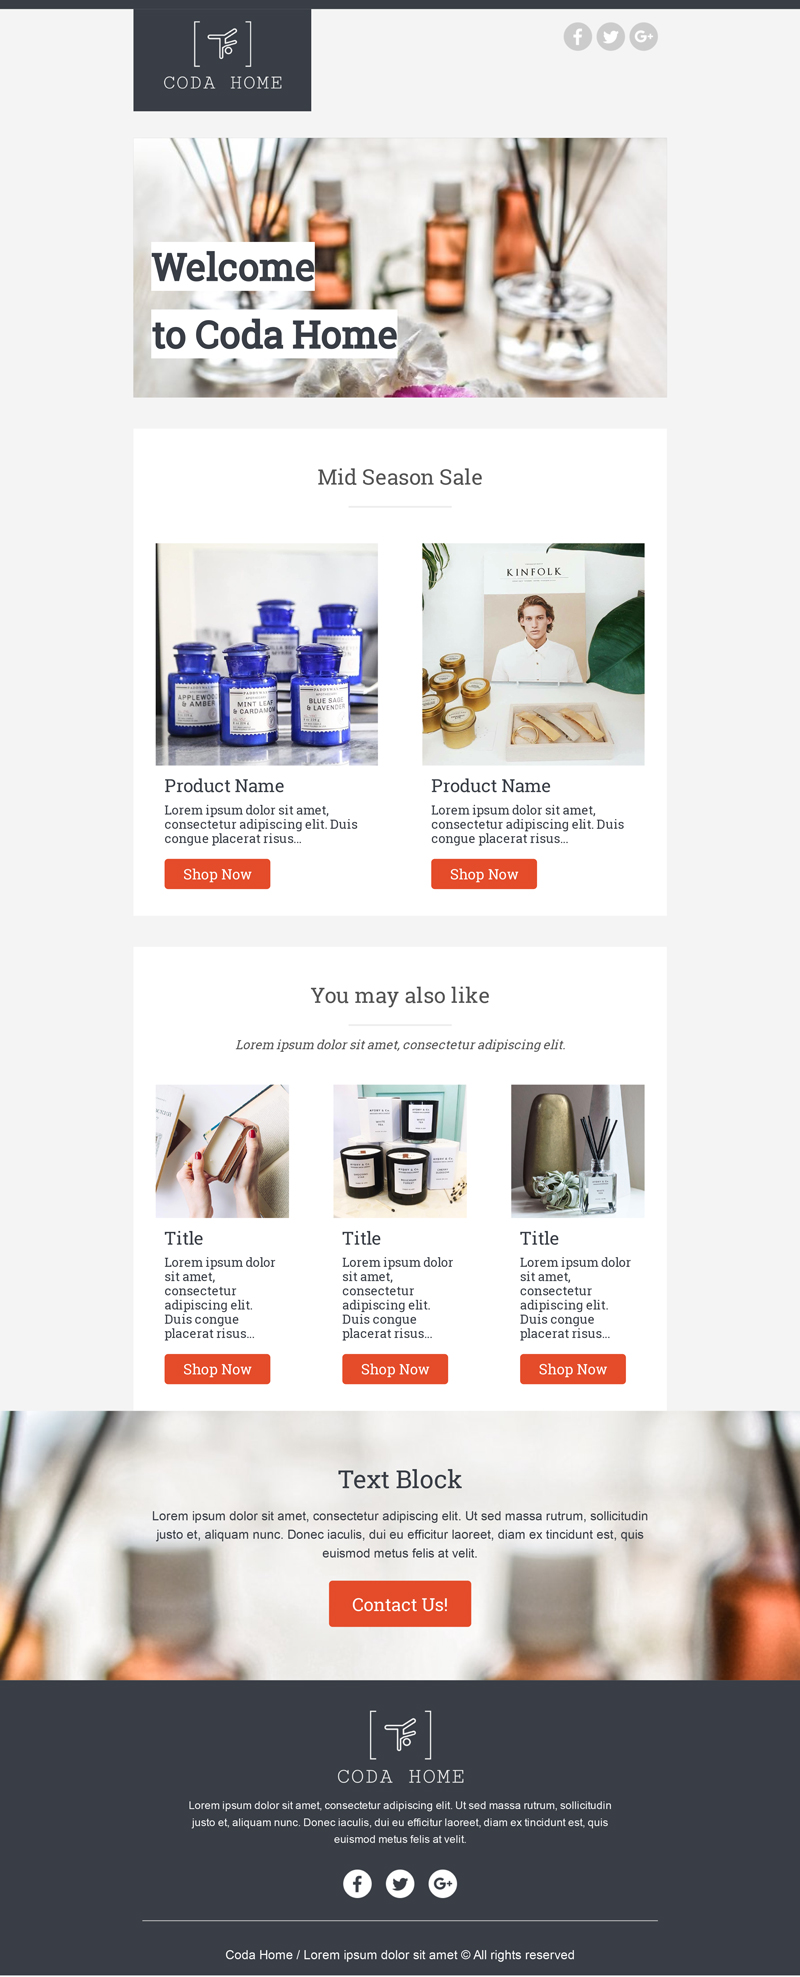 CODA HOME
Welcome
to Coda Home
Mid Season Sale
APPLEWOOD
& AMBER
MINT LEAF
& CARDAMOM
BLUE SAGE
& LAVENDER
KINFOLK
Product Name
Lorem ipsum dolor sit amet,
consectetur adipiscing elit. Duis
congue placerat risus...
Shop Now
Product Name
Lorem ipsum dolor sit amet,
consectetur adipiscing elit. Duis
congue placerat risus...
Shop Now
You may also like
Lorem ipsum dolor sit amet, consectetur adipiscing elit.
Title
Lorem ipsum dolor
sit amet,
consectetur
adipiscing elit.
Duis congue
placerat risus...
Shop Now
Title
Lorem ipsum dolor
sit amet,
consectetur
adipiscing elit.
Duis congue
placerat risus...
Shop Now
Title
Lorem ipsum dolor
sit amet,
consectetur
adipiscing elit.
Duis congue
placerat risus...
Shop Now
Text Block
Lorem ipsum dolor sit amet, consectetur adipiscing elit. Ut sed massa rutrum, sollicitudin
justo et, aliquam nunc. Donec iaculis, dui eu efficitur laoreet, diam ex tincidunt est, quis
euismod metus felis at velit.
Contact Us!
CODA HOME
Lorem ipsum dolor sit amet, consectetur adipiscing elit. Ut sed massa rutrum, sollicitudin
justo et, aliquam nunc. Donec iaculis, dui eu efficitur laoreet, diam ex tincidunt est, quis
euismod metus felis at velit.
Coda Home / Lorem ipsum dolor sit amet © All rights reserved